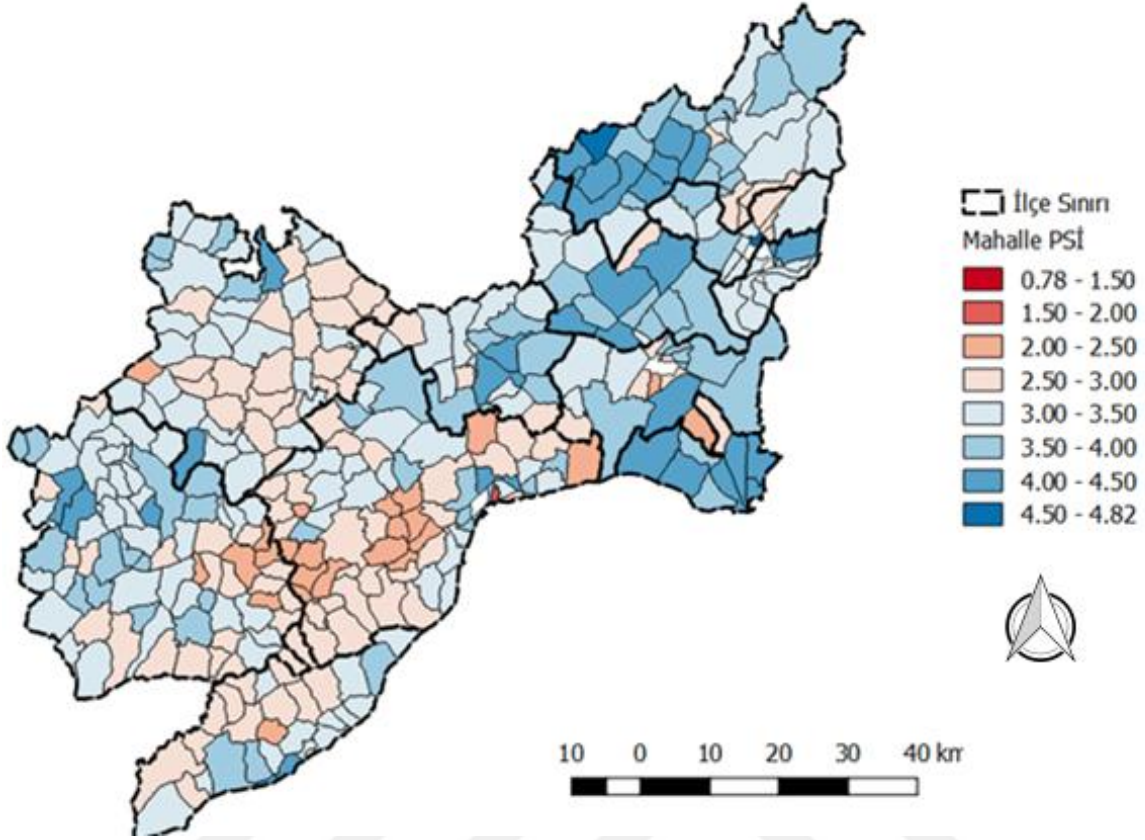 İlçe Sınırı
Mahalle PSİ
0.78 - 1.50
1.50 - 2.00
2.00 - 2.50
2.50 - 3.00
3.00 - 3.50
3.50 - 4.00
4.00 - 4.50
4.50 - 4.82
10 0 10 20 30 40 km